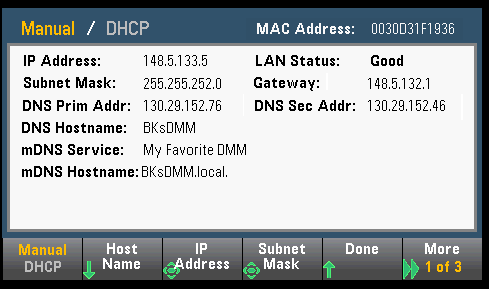 Manual / DHCP MAC Address: 0030D31F1936
IP Address: 148.5.133.5 LAN Status: Good
Subnet Mask: 255.255.252.0 Gateway: 148.5.132.1
DNS Prim Addr: 130.29.152.76 DNS Sec Addr: 130.29.152.46
DNS Hostname: BKsDMM
mDNS Service: My Favorite DMM
mDNS Hostname: BKsDMM.local.
Manual Host IP Subnet Done More
DHCP Name Address Mask 1 of 3